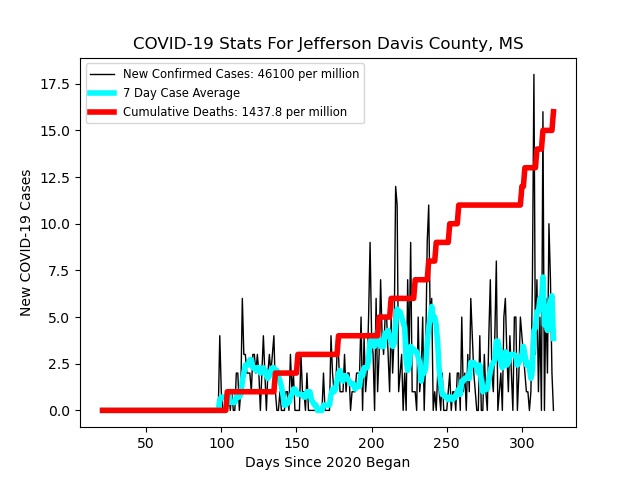 COVID-19 Stats For Jefferson Davis County, MS
New Confirmed Cases: 46100 per million
7 Day Case Average
Cumulative Deaths: 1437.8 per million
New COVID-19 Cases
17.5
15.0
12.5
10.0
7.5
5.0
2.5
0.0
50 100 150 200 250 300
Days Since 2020 Began